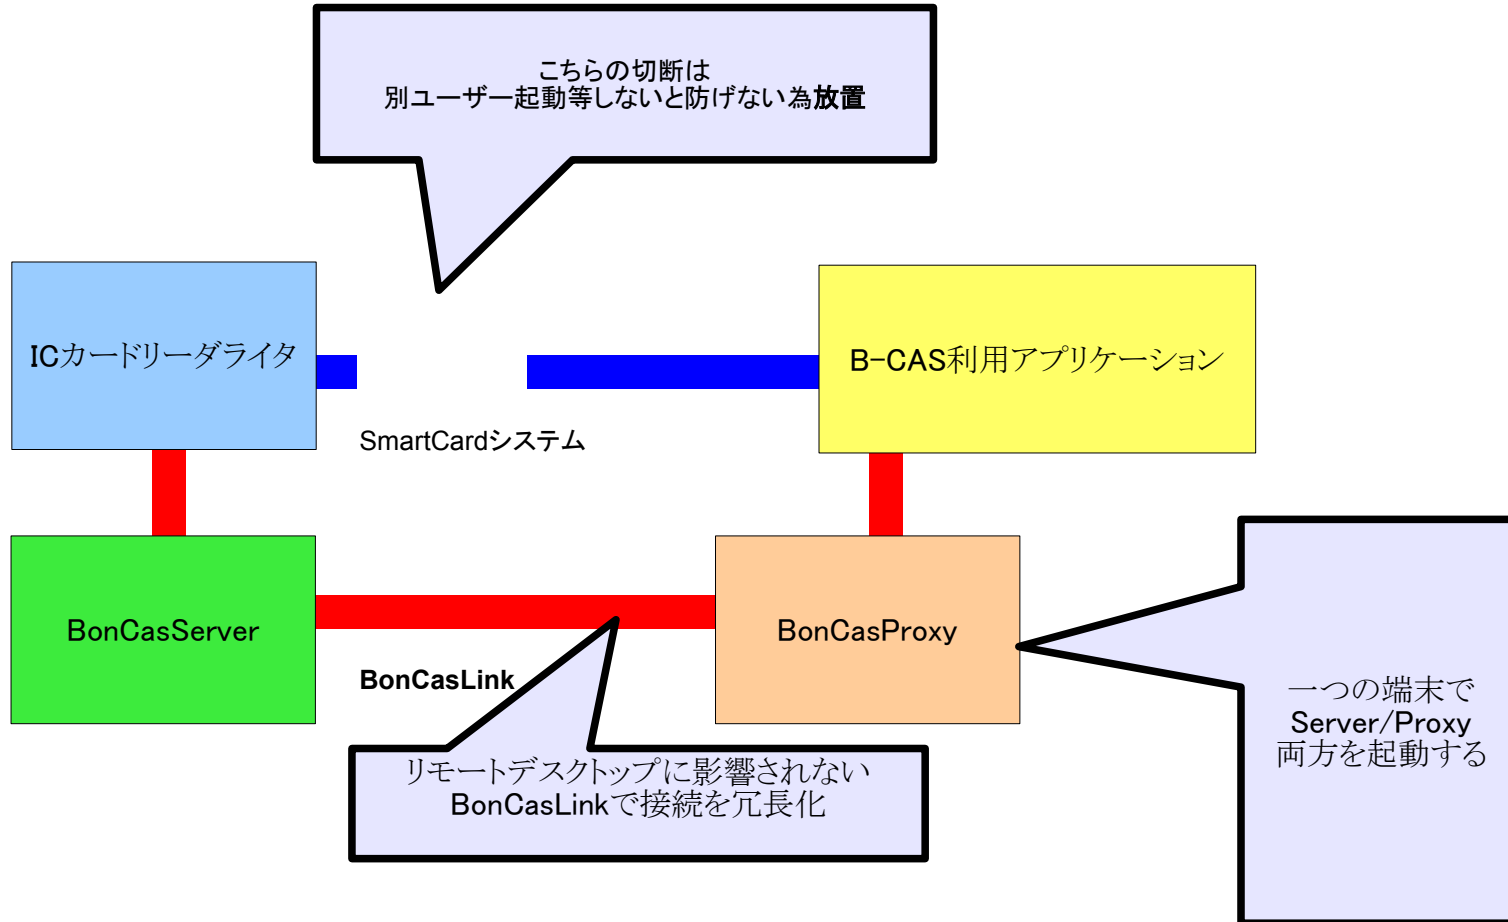 こちらの切断は
別ユーザー起動等しないと防げない為放置
ICカードリーダライタ
B-CAS利用アプリケーション
SmartCardシステム
BonCasServer
BonCasProxy
BonCasLink
一つの端末で
Server/Proxy
両方を起動する
リモートデスクトップに影響されない
BonCasLinkで接続を冗長化